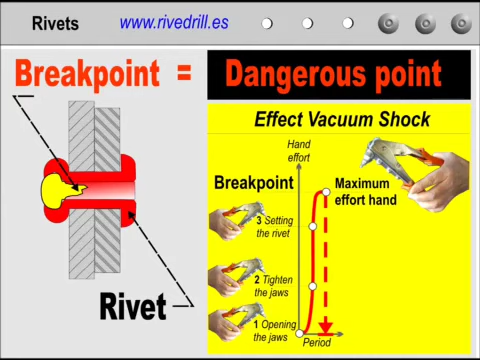 Rivets
www.rivedrill.es
Breakpoint =
Dangerous point
Effect Vacuum Shock
Hand
effort
Breakpoint
Maximum
effort hand
3 Setting
the rivet
2 Tighten
the jaws
1 Opening
the jaws
Period
Rivet